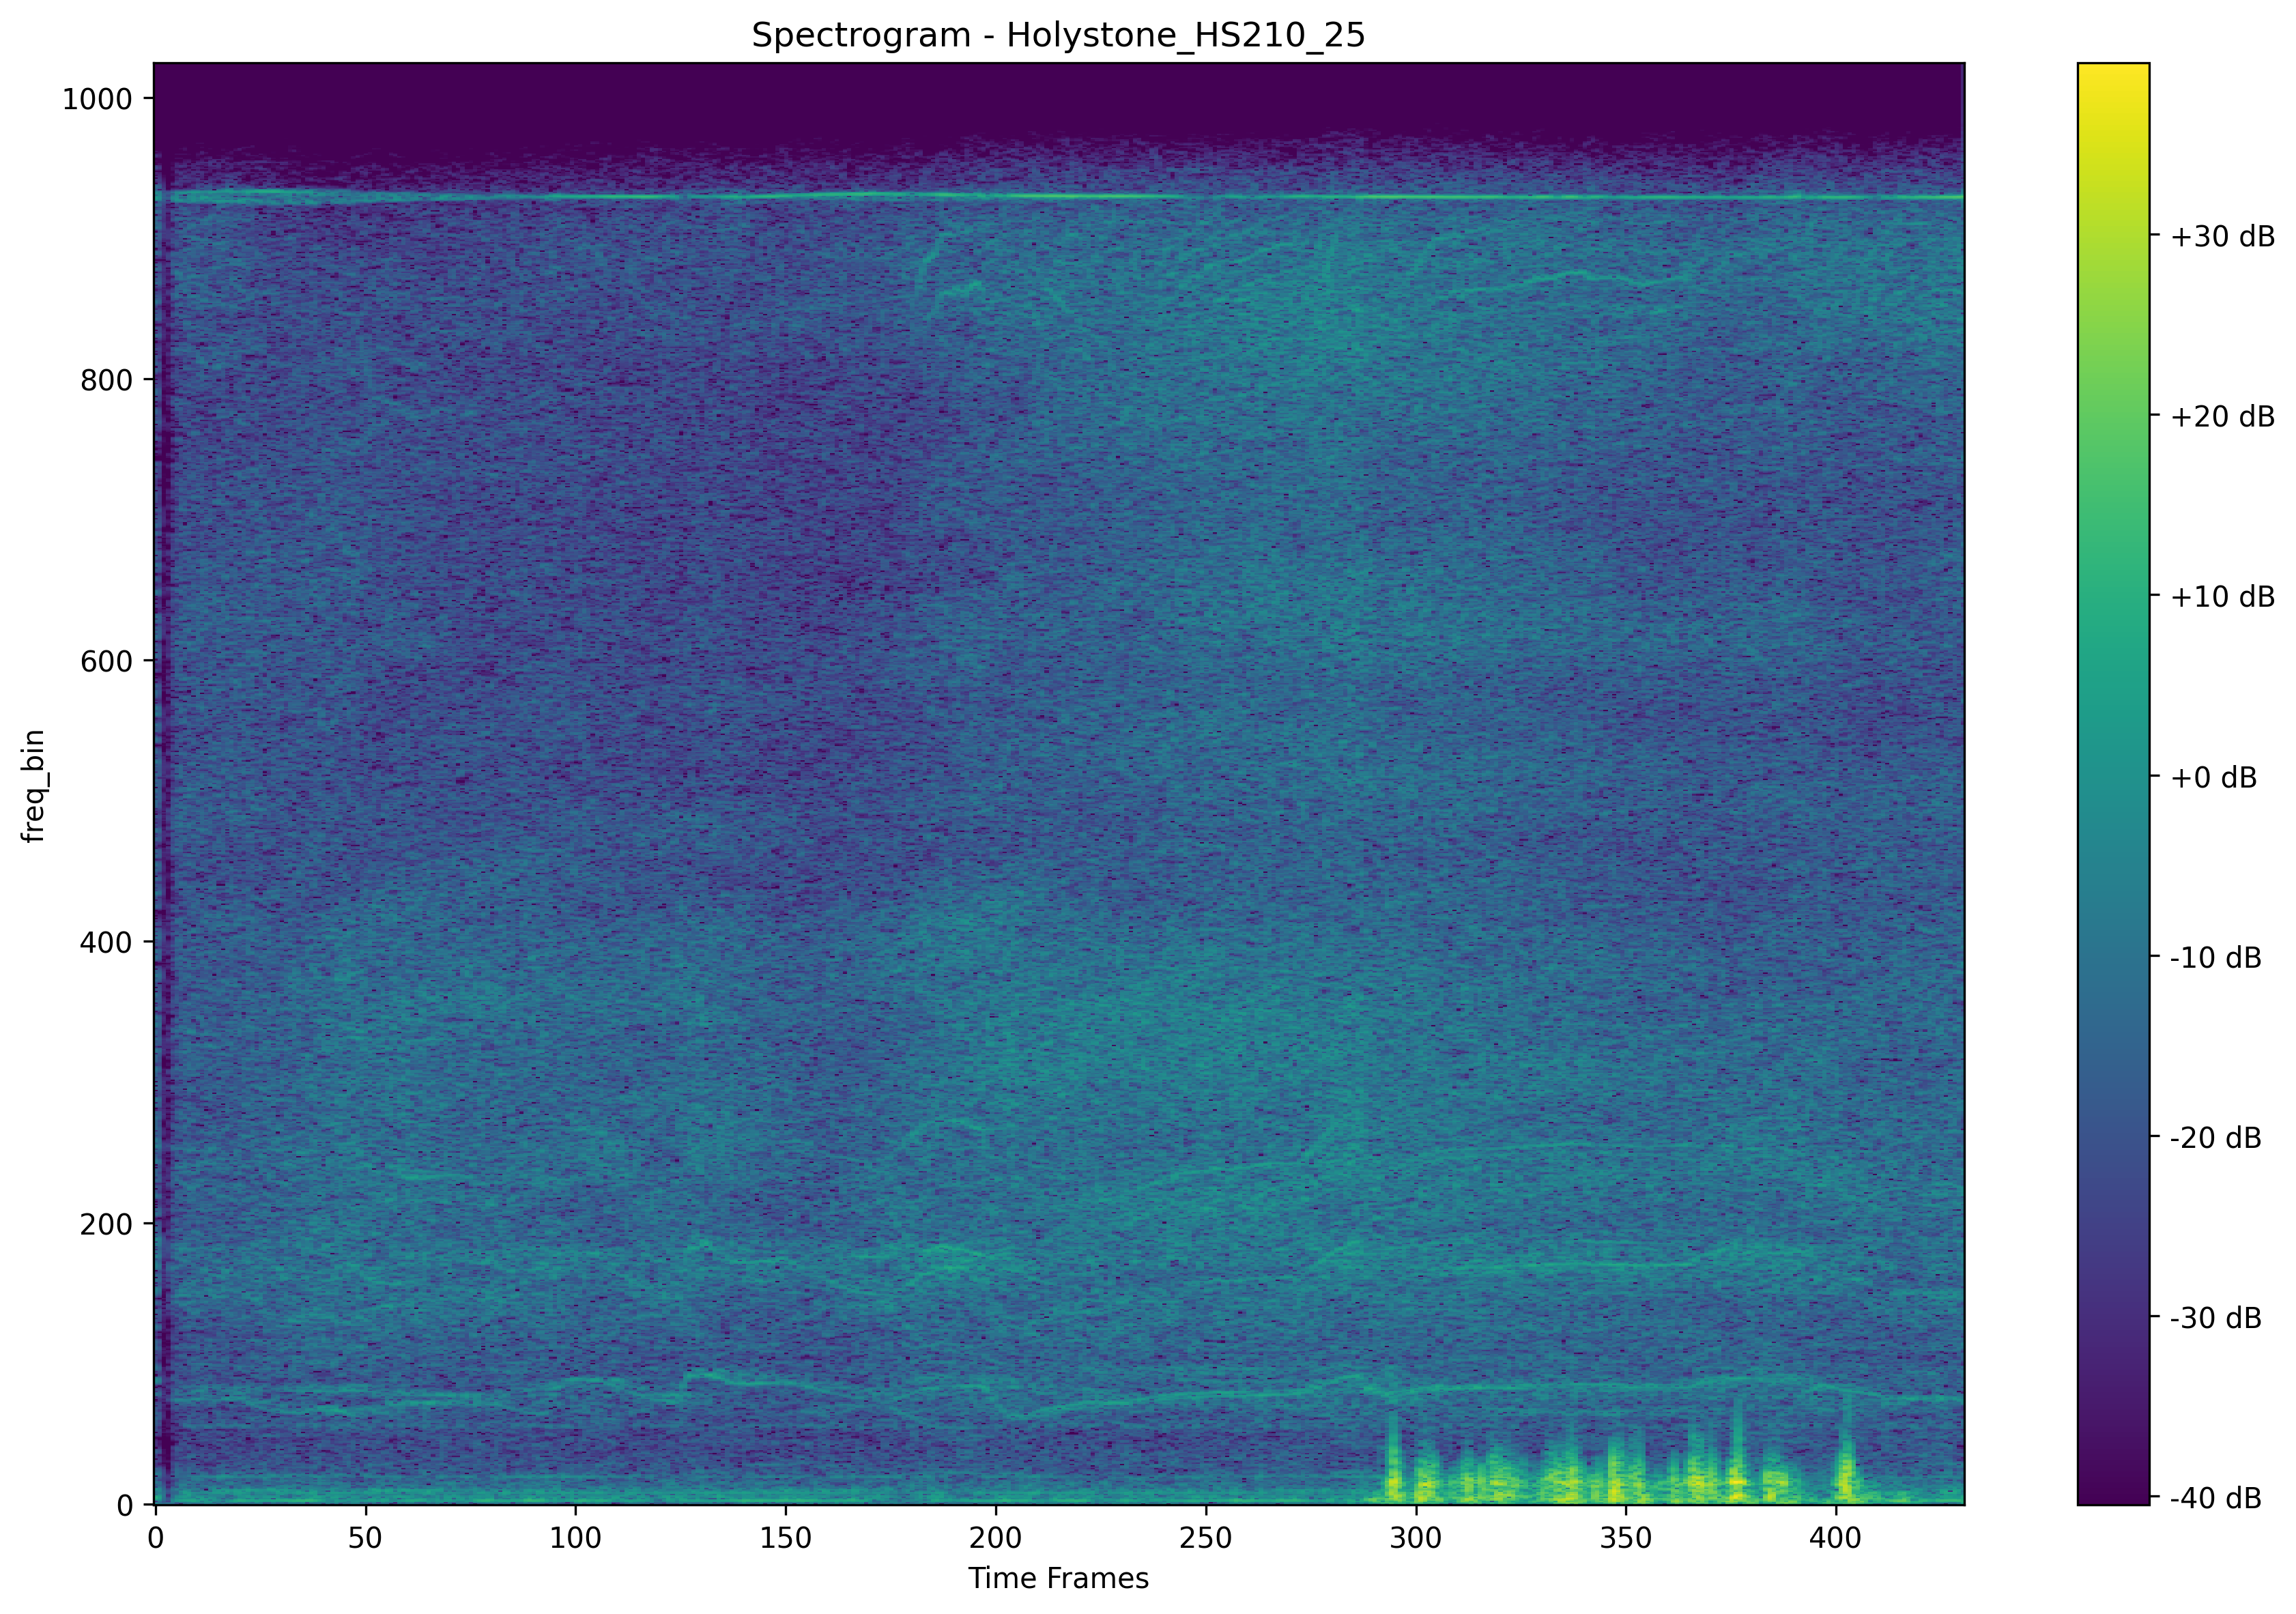 Spectrogram - Holystone_HS210_25
1000
800
600
400
200
0
freq_bin
0 50 100 150 200 250 300 350 400
Time Frames
+30 dB
+20 dB
+10 dB
+0 dB
-10 dB
-20 dB
-30 dB
-40 dB